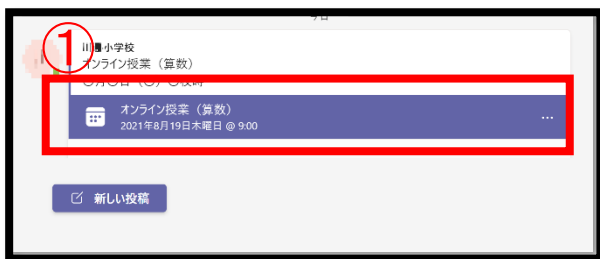 ①
小学校
オンライン授業（算数）
オンライン授業（算数）
2021年8月19日木曜日 @ 9:00
新しい投稿